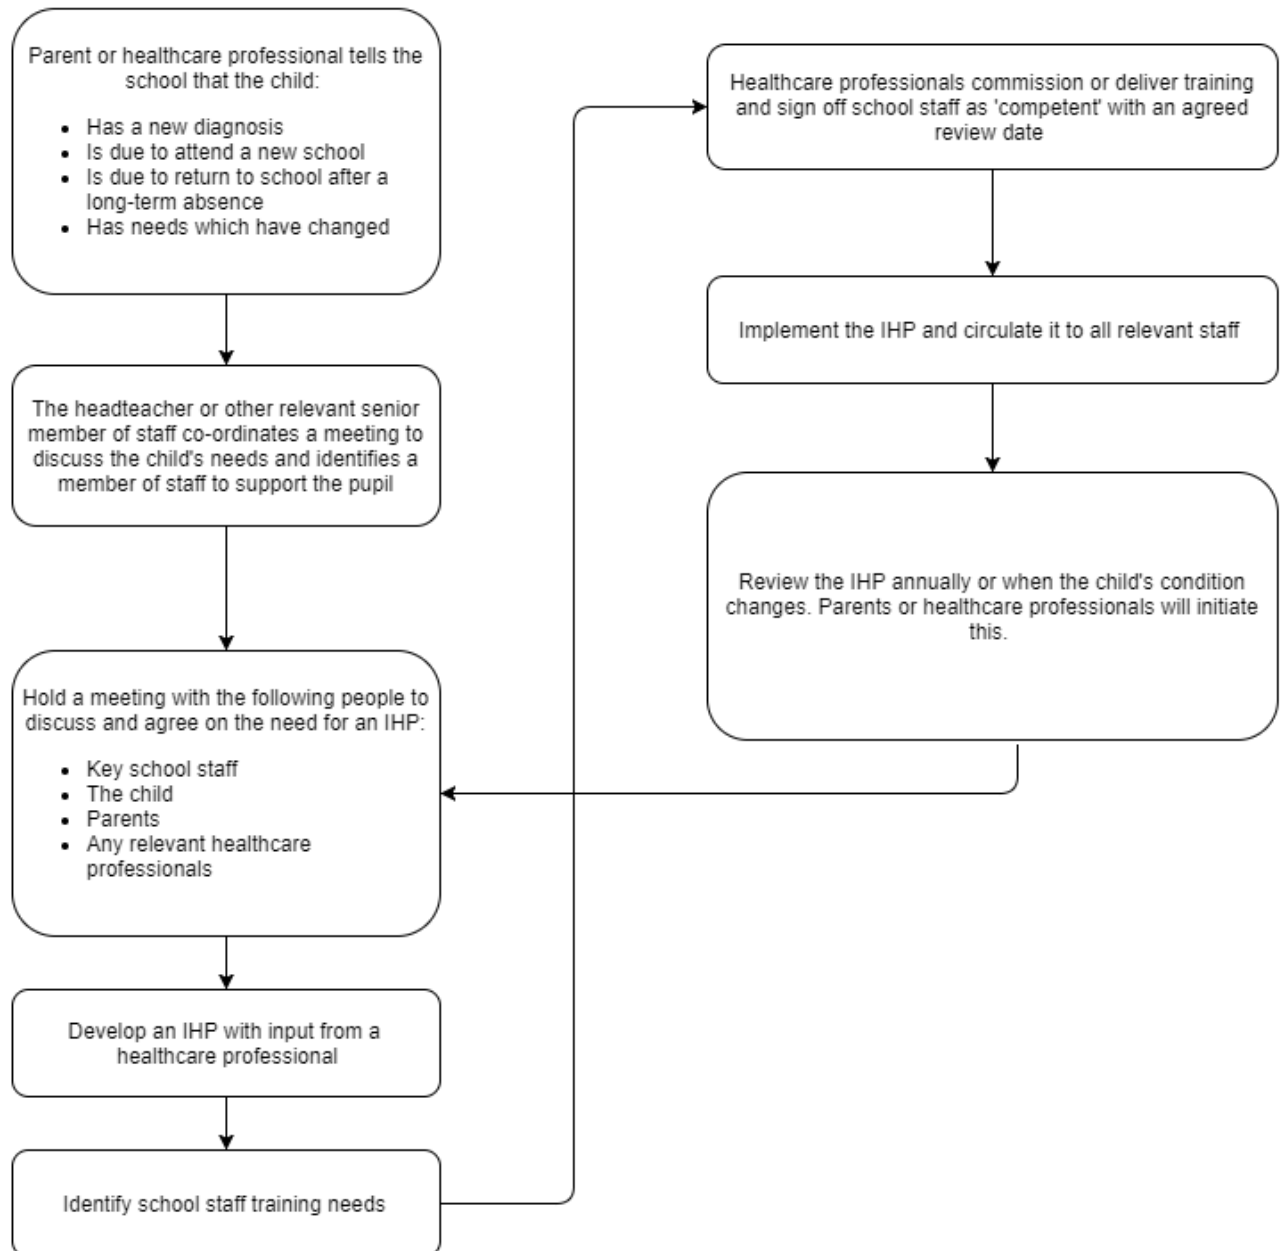 Parent or healthcare professional tells the
school that the child:
• Has a new diagnosis
• Is due to attend a new school
• Is due to return to school after a
long-term absence
• Has needs which have changed
The headteacher or other relevant senior
member of staff co-ordinates a meeting to
discuss the child's needs and identifies a
member of staff to support the pupil
Hold a meeting with the following people to
discuss and agree on the need for an IHP:
• Key school staff
• The child
• Parents
• Any relevant healthcare
professionals
Develop an IHP with input from a
healthcare professional
Identify school staff training needs
Healthcare professionals commission or deliver training
and sign off school staff as 'competent' with an agreed
review date
Implement the IHP and circulate it to all relevant staff
Review the IHP annually or when the child's condition
changes. Parents or healthcare professionals will initiate
this.